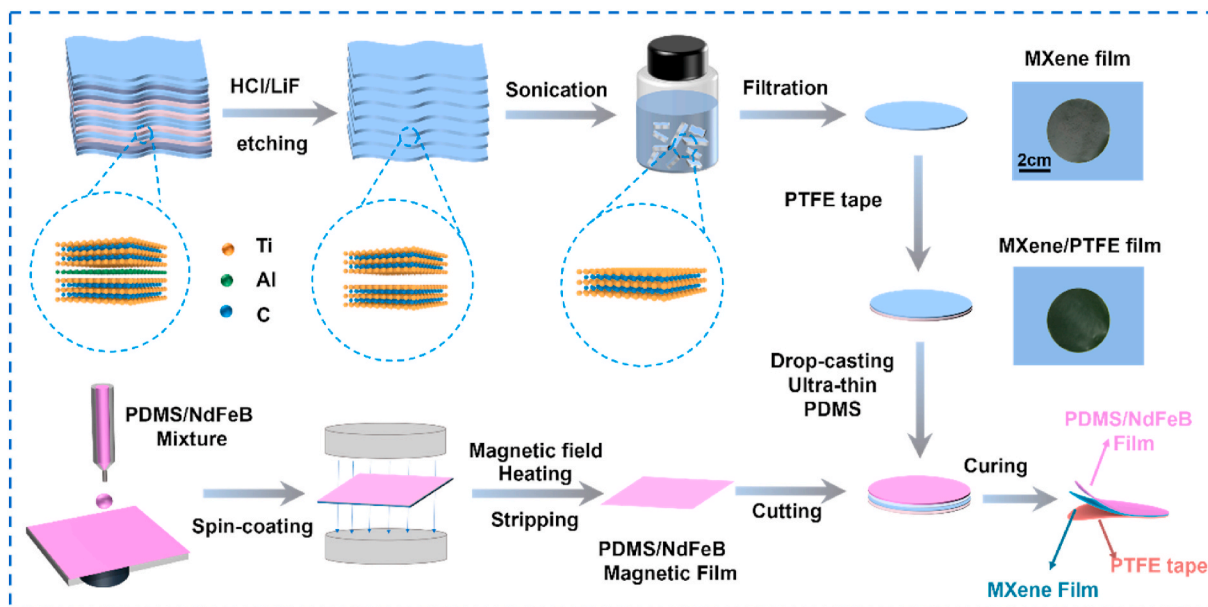 HCl/LiF
etching
Sonication
Filtration
MXene film
2cm
PTFE tape
Ti
Al
C
MXene/PTFE film
Drop-casting
Ultra-thin
PDMS
PDMS/NdFeB
Mixture
Spin-coating
Magnetic field
Heating
Stripping
PDMS/NdFeB
Magnetic Film
Cutting
Curing
PDMS/NdFeB
Film
MXene Film
PTFE tape